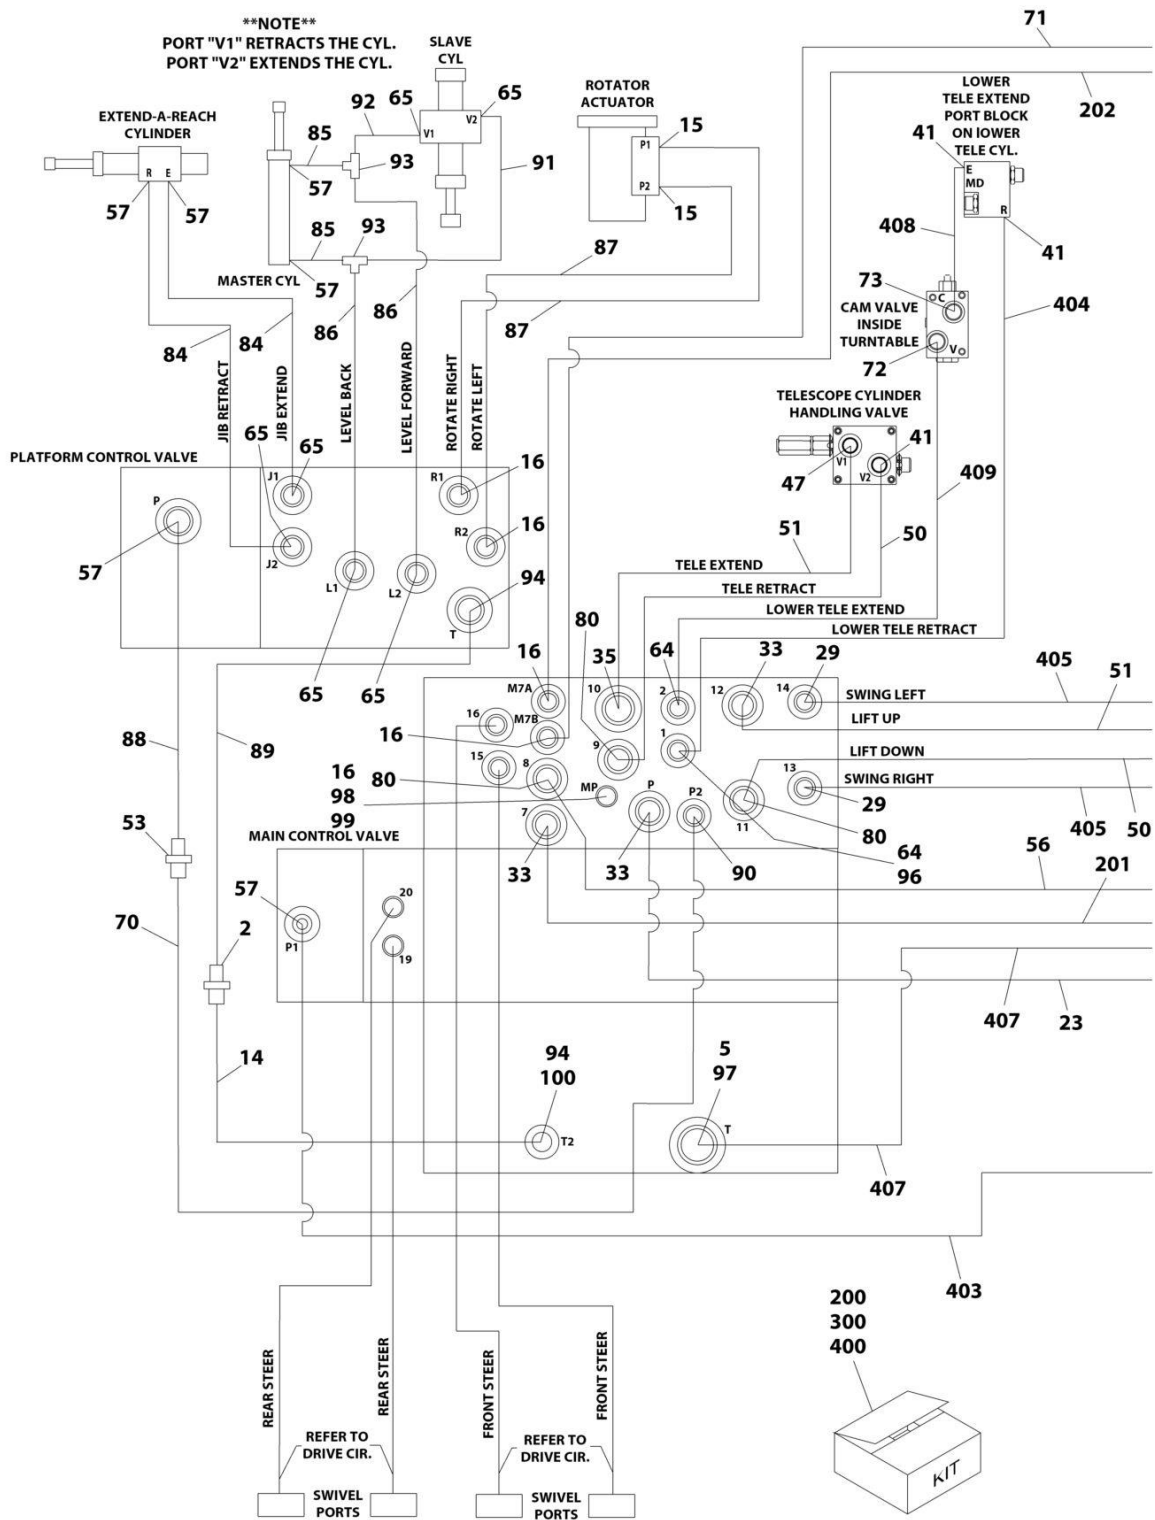 **NOTE**
PORT "V1" RETRACTS THE CYL.
PORT "V2" EXTENDS THE CYL.
SLAVE
CYL
71
202
LOWER
TELE EXTEND
PORT BLOCK
ON lOWER
TELE CYL.
EXTEND-A-REACH
CYLINDER
92
65
65
V1
V2
ROTATOR
ACTUATOR
15
P1
P2
15
85
93
91
41
E
MD
R
41
R E
57
57
57
85
93
MASTER CYL
57
86
86
87
87
408
404
73
C
CAM VALVE
INSIDE
TURNTABLE
V
72
84
84
JIB RETRACT
JIB EXTEND
LEVEL BACK
LEVEL FORWARD
ROTATE RIGHT
ROTATE LEFT
TELESCOPE CYLINDER
HANDLING VALVE
41
V1
V2
47
409
PLATFORM CONTROL VALVE
65
65
16
P
J1
R1
57
J2
R2
16
L1
L2
94
T
65
65
51
50
TELE EXTEND
TELE RETRACT
LOWER TELE EXTEND
LOWER TELE RETRACT
80
16
35
64
33
29
405
51
M7A
10
2
12
14
SWING LEFT
16
M7B
LIFT UP
16
9
1
LIFT DOWN
88
89
15
8
13
SWING RIGHT
16
98
99
80
MP
P
P2
11
29
405
50
53
MAIN CONTROL VALVE
7
33
33
90
80
64
96
56
201
57
20
P1
19
70
2
407
23
14
94
100
5
97
T2
T
407
403
REAR STEER
REAR STEER
FRONT STEER
FRONT STEER
200
300
400
REFER TO
DRIVE CIR.
REFER TO
DRIVE CIR.
KIT
SWIVEL
PORTS
SWIVEL
PORTS